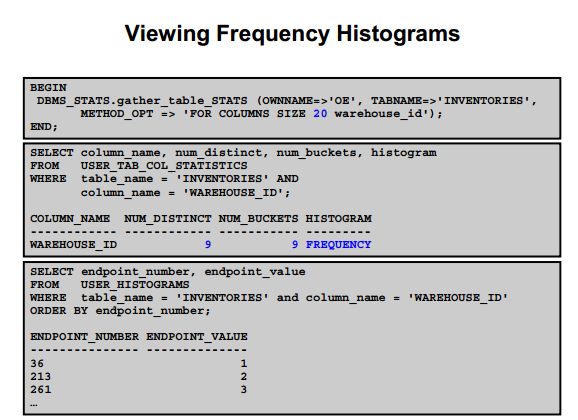 Viewing Frequency Histograms
BEGIN
DBMS_STATS.gather_table_STATS (OWNNAME=>'OE', TABNAME=>'INVENTORIES',
METHOD_OPT => 'FOR COLUMNS SIZE 20 warehouse_id');
END;
SELECT column_name, num_distinct, num_buckets, histogram
FROM USER_TAB_COL_STATISTICS
WHERE table_name = 'INVENTORIES' AND
column_name = 'WAREHOUSE_ID';
COLUMN_NAME NUM_DISTINCT NUM_BUCKETS HISTOGRAM
------------ ------------ ----------- ---------
WAREHOUSE_ID 9 9 FREQUENCY
SELECT endpoint_number, endpoint_value
FROM USER_HISTOGRAMS
WHERE table_name = 'INVENTORIES' and column_name = 'WAREHOUSE_ID'
ORDER BY endpoint_number;
ENDPOINT_NUMBER ENDPOINT_VALUE
--------------- --------------
36 1
213 2
261 3
…